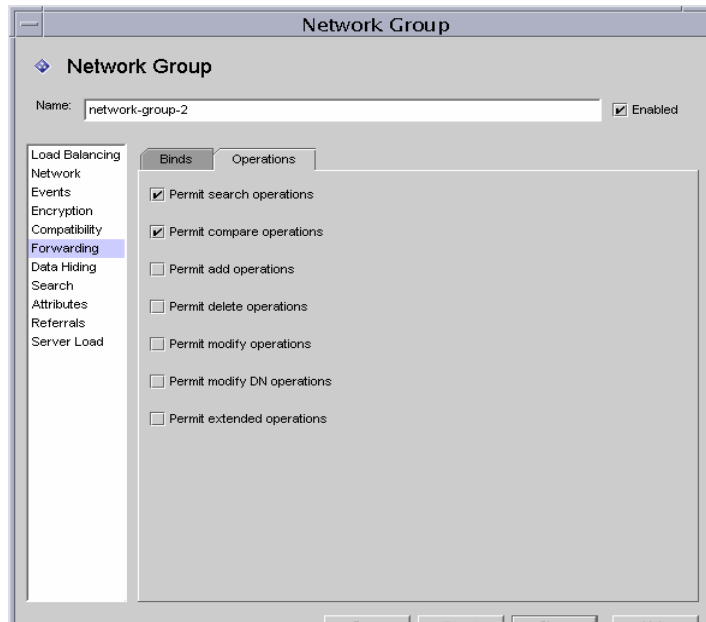 Network Group
Network Group
Name: network-group-2 Enabled
Load Balancing
Network
Events
Encryption
Compatibility
Forwarding
Data Hiding
Search
Attributes
Referrals
Server Load
Binds Operations
Permit search operations
Permit compare operations
Permit add operations
Permit delete operations
Permit modify operations
Permit modify DN operations
Permit extended operations